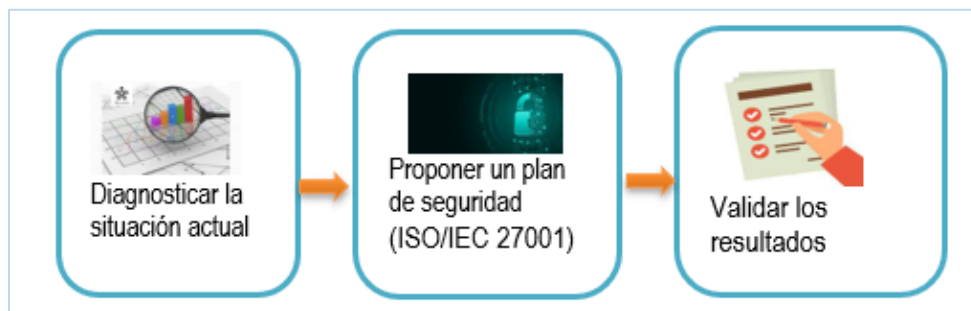 Diagnosticar la
situación actual
Proponer un plan
de seguridad
(ISO/IEC 27001)
Validar los
resultados